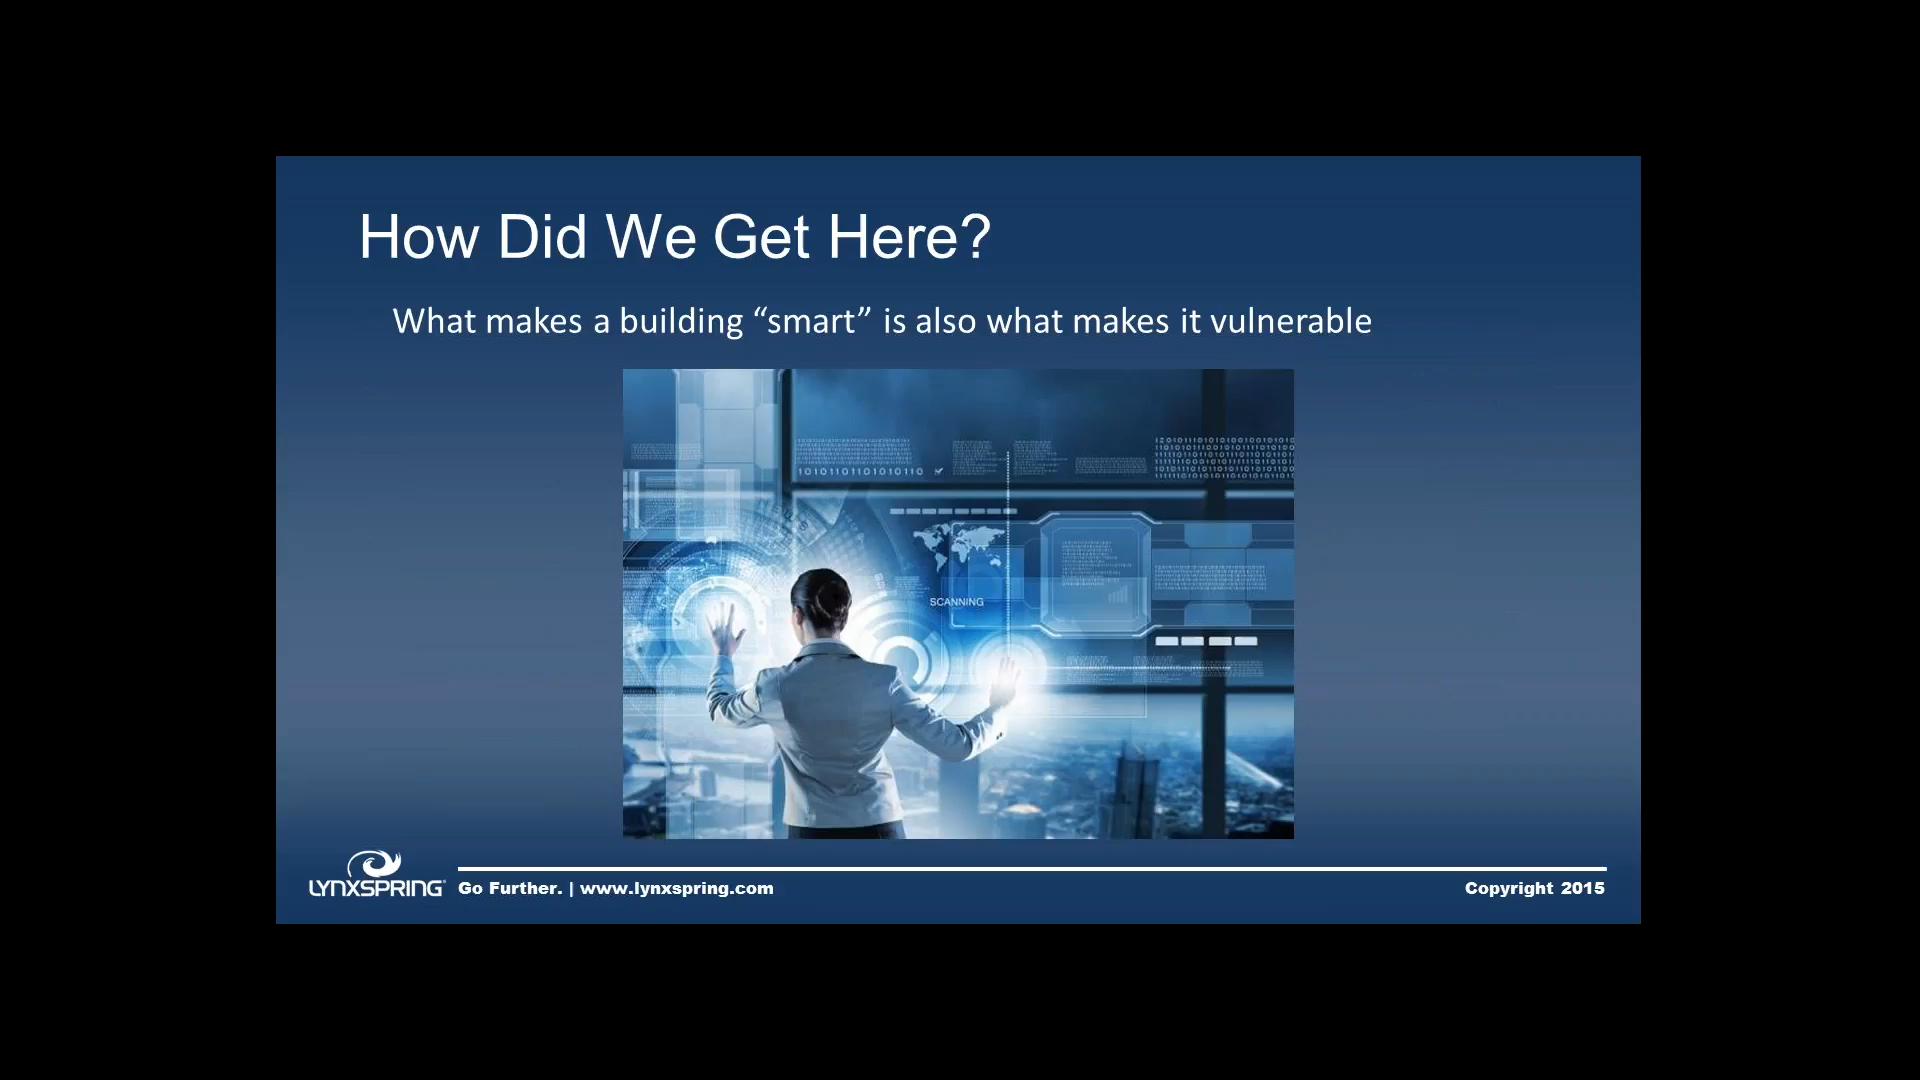 How Did We Get Here?
What makes a building “smart” is also what makes it vulnerable
10101101101010110
SCANNING
LYNXSPRING
Go Further. | www.lynxspring.com
Copyright 2015